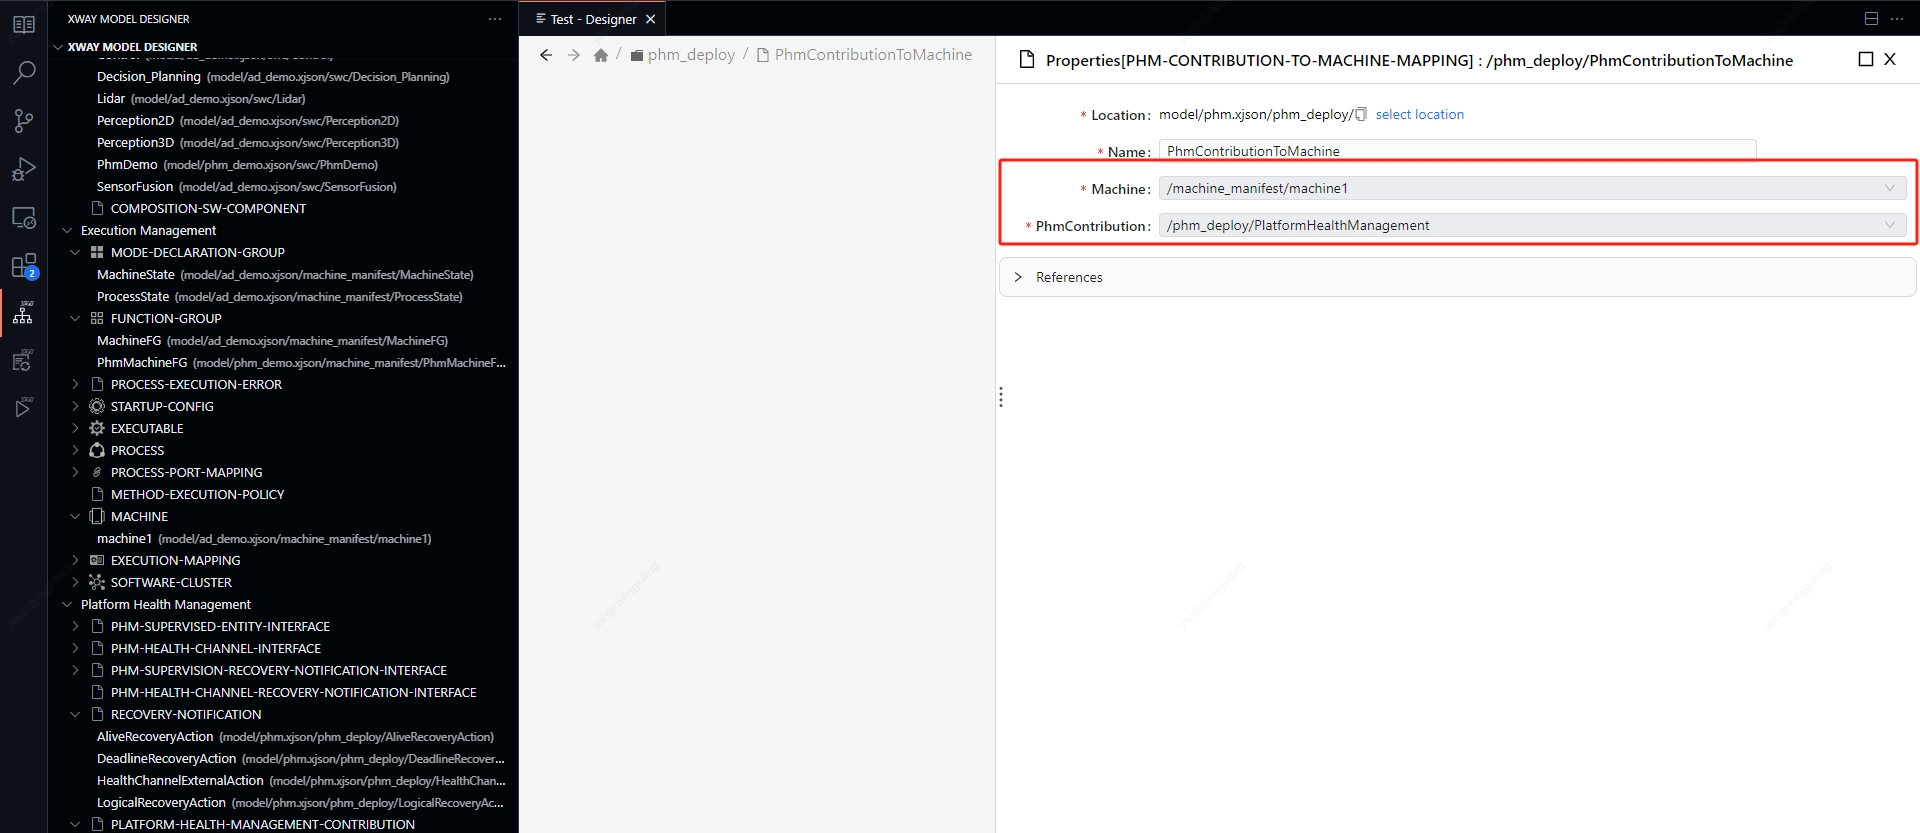 XWAY MODEL DESIGNER
XWAY MODEL DESIGNER
Decision_Planning (model/ad_demo.xjson/swc/Decision_Planning)
Lidar (model/ad_demo.xjson/swc/Lidar)
Perception2D (model/ad_demo.xjson/swc/Perception2D)
Perception3D (model/ad_demo.xjson/swc/Perception3D)
PhmDemo (model/phm_demo.xjson/swc/PhmDemo)
SensorFusion (model/ad_demo.xjson/swc/SensorFusion)
COMPOSITION-SW-COMPONENT
Execution Management
MODE-DECLARATION-GROUP
MachineState (model/ad_demo.xjson/machine_manifest/MachineState)
ProcessState (model/ad_demo.xjson/machine_manifest/ProcessState)
FUNCTION-GROUP
MachineFG (model/ad_demo.xjson/machine_manifest/MachineFG)
PhmMachineFG (model/phm_demo.xjson/machine_manifest/PhmMachineF...
PROCESS-EXECUTION-ERROR
STARTUP-CONFIG
EXECUTABLE
PROCESS
PROCESS-PORT-MAPPING
METHOD-EXECUTION-POLICY
MACHINE
machine1 (model/ad_demo.xjson/machine_manifest/machine1)
EXECUTION-MAPPING
SOFTWARE-CLUSTER
Platform Health Management
PHM-SUPERVISED-ENTITY-INTERFACE
PHM-HEALTH-CHANNEL-INTERFACE
PHM-SUPERVISION-RECOVERY-NOTIFICATION-INTERFACE
PHM-HEALTH-CHANNEL-RECOVERY-NOTIFICATION-INTERFACE
RECOVERY-NOTIFICATION
AliveRecoveryAction (model/phm.xjson/phm_deploy/AliveRecoveryAction)
DeadlineRecoveryAction (model/phm.xjson/phm_deploy/DeadlineRecover...
HealthChannelExternalAction (model/phm.xjson/phm_deploy/HealthChan...
LogicalRecoveryAction (model/phm.xjson/phm_deploy/LogicalRecoveryAc...
PLATFORM-HEALTH-MANAGEMENT-CONTRIBUTION
2
Test - Designer
/ phm_deploy / PhmContributionToMachine
Properties[PHM-CONTRIBUTION-TO-MACHINE-MAPPING] : /phm_deploy/PhmContributionToMachine
* Location: model/phm.xjson/phm_deploy/ select location
* Name: PhmContributionToMachine
* Machine: /machine_manifest/machine1
* PhmContribution: /phm_deploy/PlatformHealthManagement
References